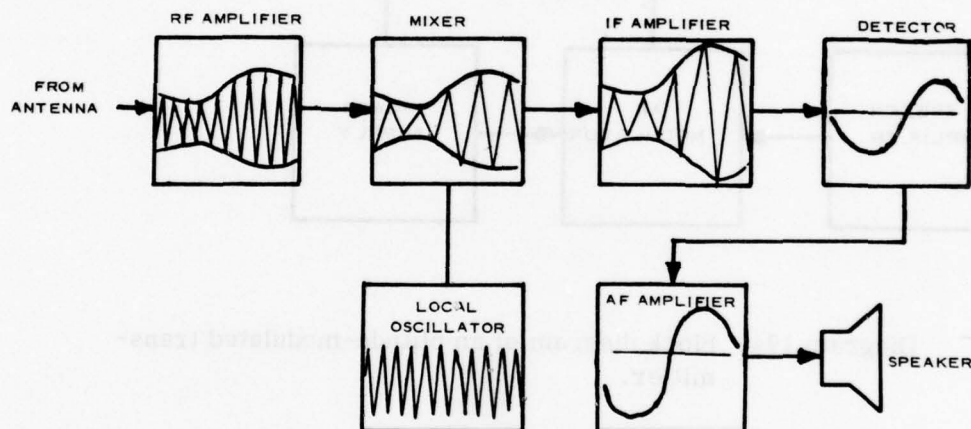 RF AMPLIFIER
MIXER
IF AMPLIFIER
DETECTOR
FROM
ANTENNA
LOCAL
OSCILLATOR
AF AMPLIFIER
SPEAKER